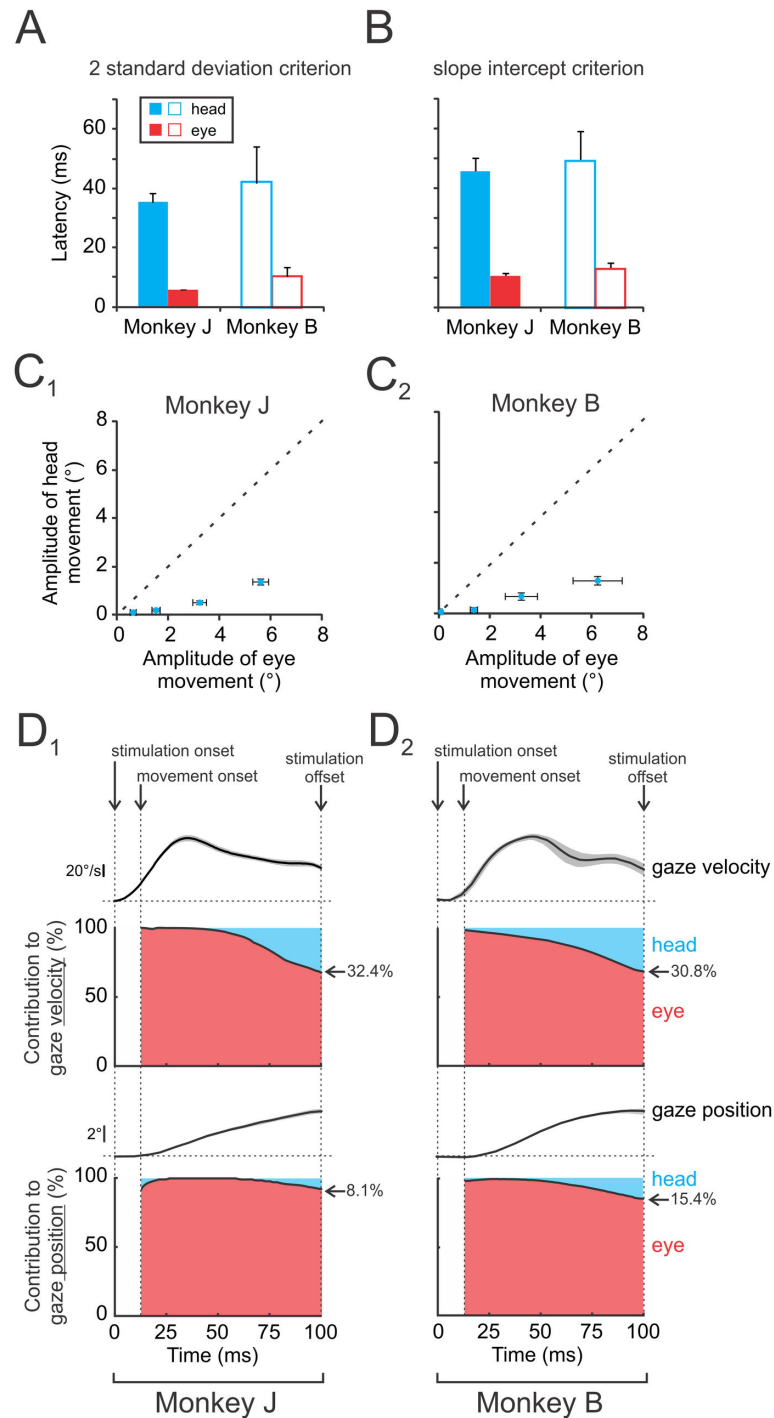 A
B
2 standard deviation criterion
slope intercept criterion
head
eye
Latency (ms)
60
40
20
0
Monkey J
Monkey B
Monkey J
Monkey B
C1
C2
Monkey J
Monkey B
Amplitude of head
movement (°)
8
6
4
2
0
0
2
4
6
8
0
2
4
6
8
Amplitude of eye
movement (°)
Amplitude of eye
movement (°)
D1
D2
stimulation onset
movement onset
stimulation
offset
stimulation onset
movement onset
stimulation
offset
20°/s
gaze velocity
Contribution to
gaze velocity (%)
100
50
0
32.4%
head
30.8%
eye
2°
gaze position
Contribution to
gaze position (%)
100
50
0
8.1%
head
15.4%
eye
0
25
50
75
100
0
25
50
75
100
Time (ms)
Time (ms)
Monkey J
Monkey B